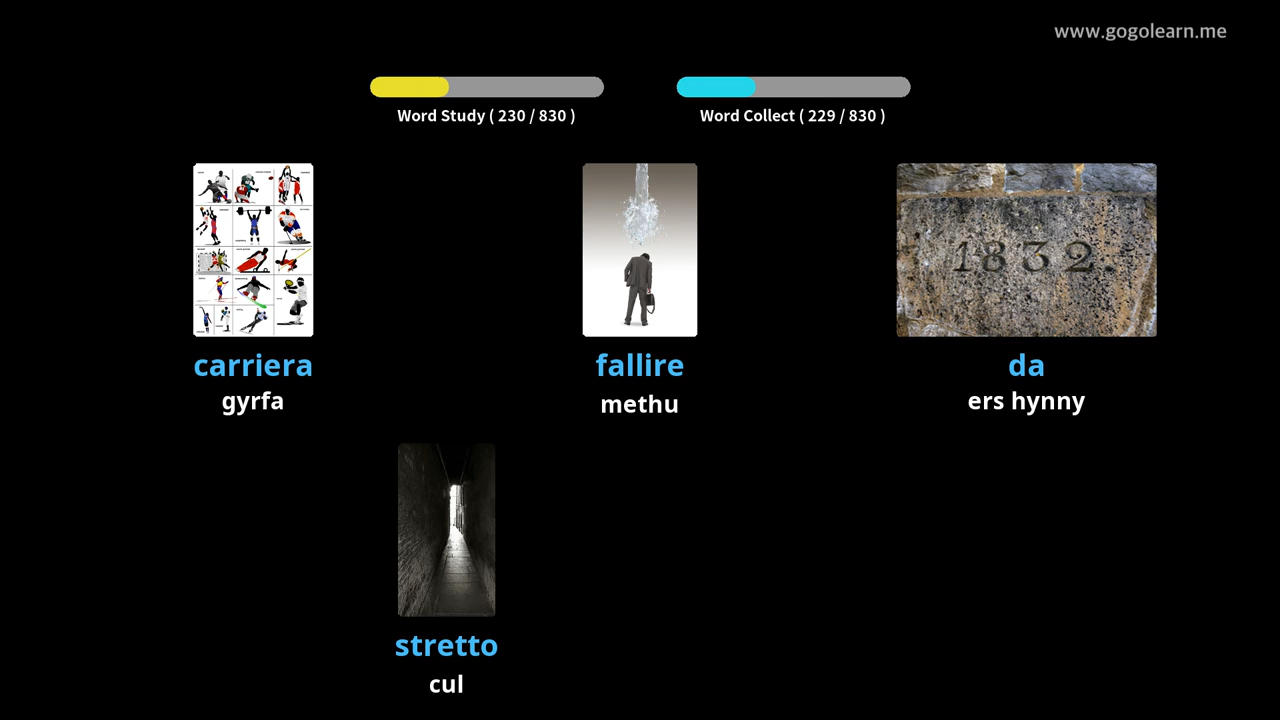 www.gogolearn.me
Word Study ( 230 / 830 )
Word Collect ( 229 / 830 )
1832.
carriera
gyrfa
fallire
methu
da
ers hynny
stretto
cul